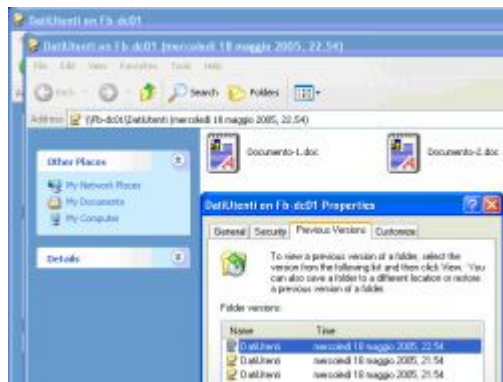 DatiUtenti on Fb-dc01
DatiUtenti on Fb-dc01 (mercoledì 18 maggio 2005, 22.54)
File Edit View Favorites Tools Help
Back Search Folders
Address \\Fb-dc01\DatiUtenti (mercoledì 18 maggio 2005, 22.54)
Other Places
My Network Places
My Documents
My Computer
Details
Documento-1.doc
Documento-2.doc
DatiUtenti on Fb-dc01 Properties
General Security Previous Versions Customize
To view a previous version of a folder, select the
version from the following list and then click View. You
can also save a folder to a different location or restore
a previous version of a folder.
Folder versions:
Name Time
DatiUtenti mercoledì 18 maggio 2005, 22.54
DatiUtenti mercoledì 18 maggio 2005, 21.54
DatiUtenti mercoledì 18 maggio 2005, 21.54